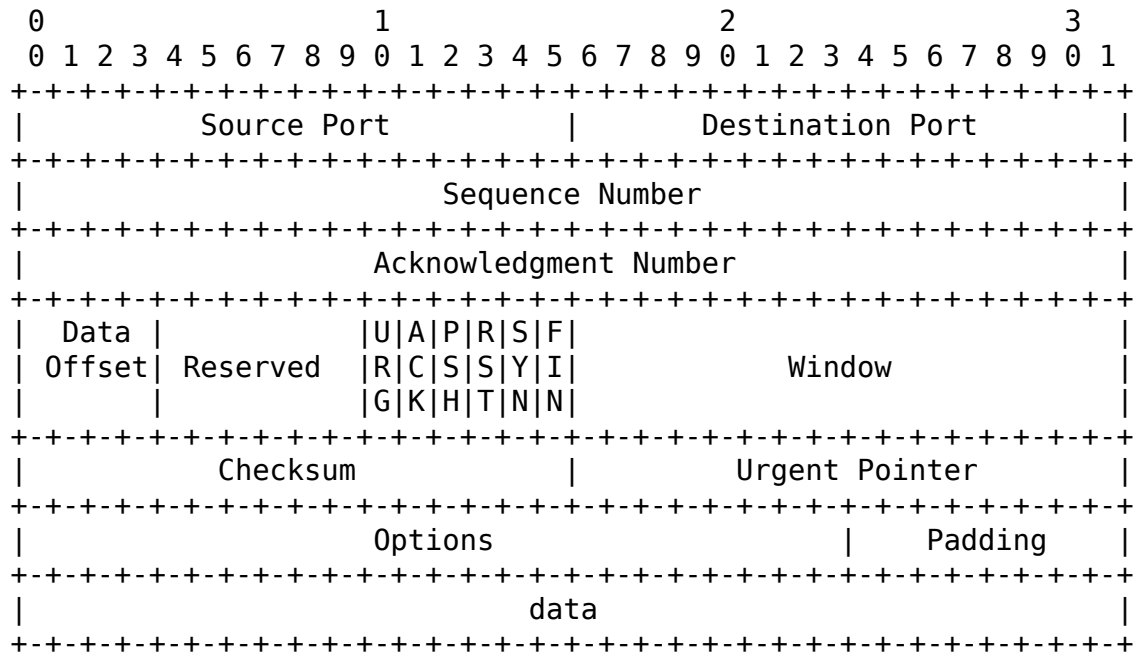 0                   1                   2                   3
 0 1 2 3 4 5 6 7 8 9 0 1 2 3 4 5 6 7 8 9 0 1 2 3 4 5 6 7 8 9 0 1
+-+-+-+-+-+-+-+-+-+-+-+-+-+-+-+-+-+-+-+-+-+-+-+-+-+-+-+-+-+-+-+-+
|          Source Port          |       Destination Port        |
+-+-+-+-+-+-+-+-+-+-+-+-+-+-+-+-+-+-+-+-+-+-+-+-+-+-+-+-+-+-+-+-+
|                        Sequence Number                        |
+-+-+-+-+-+-+-+-+-+-+-+-+-+-+-+-+-+-+-+-+-+-+-+-+-+-+-+-+-+-+-+-+
|                    Acknowledgment Number                      |
+-+-+-+-+-+-+-+-+-+-+-+-+-+-+-+-+-+-+-+-+-+-+-+-+-+-+-+-+-+-+-+-+
|  Data |           |U|A|P|R|S|F|                               |
| Offset| Reserved  |R|C|S|S|Y|I|            Window             |
|       |           |G|K|H|T|N|N|                               |
+-+-+-+-+-+-+-+-+-+-+-+-+-+-+-+-+-+-+-+-+-+-+-+-+-+-+-+-+-+-+-+-+
|           Checksum            |         Urgent Pointer        |
+-+-+-+-+-+-+-+-+-+-+-+-+-+-+-+-+-+-+-+-+-+-+-+-+-+-+-+-+-+-+-+-+
|                    Options                    |    Padding    |
+-+-+-+-+-+-+-+-+-+-+-+-+-+-+-+-+-+-+-+-+-+-+-+-+-+-+-+-+-+-+-+-+
|                             data                              |
+-+-+-+-+-+-+-+-+-+-+-+-+-+-+-+-+-+-+-+-+-+-+-+-+-+-+-+-+-+-+-+-+